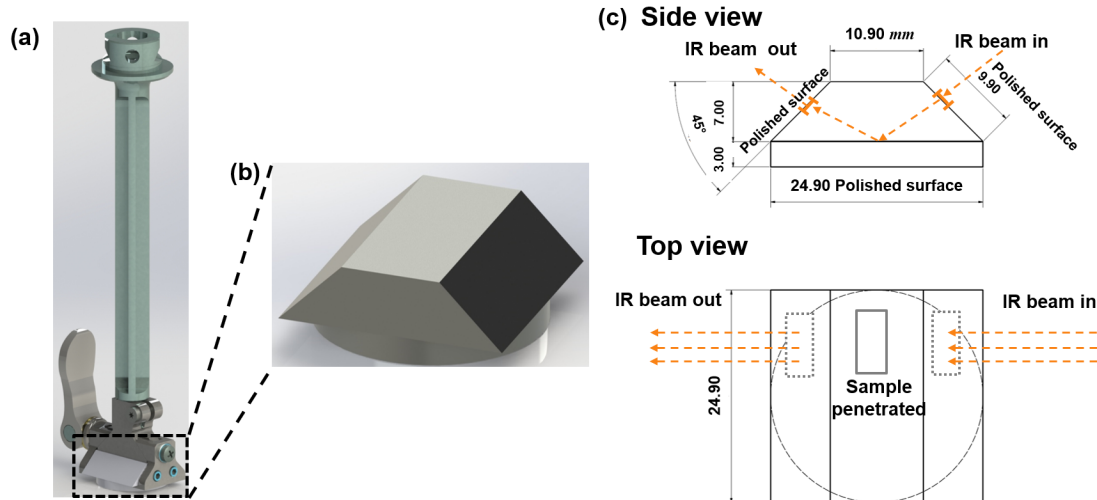 (a)
(b)
(c) Side view
10.90 mm
IR beam out
IR beam in
Polished surface
9.90
Polished surface
45°
7.00
3.00
24.90 Polished surface
Top view
IR beam out
IR beam in
24.90
Sample
penetrated